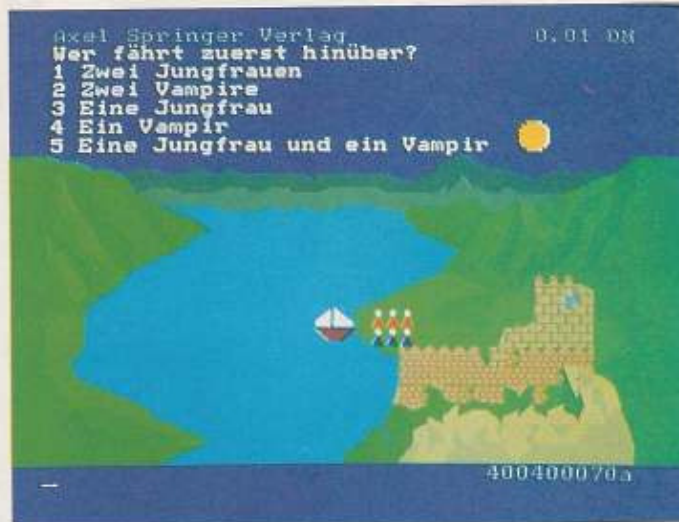 Axel Springer Verlag 0.01 DM
Wer fährt zuerst hinüber?
1 Zwei Jungfrauen
2 Zwei Vampire
3 Eine Jungfrau
4 Ein Vampir
5 Eine Jungfrau und ein Vampir
400400070a